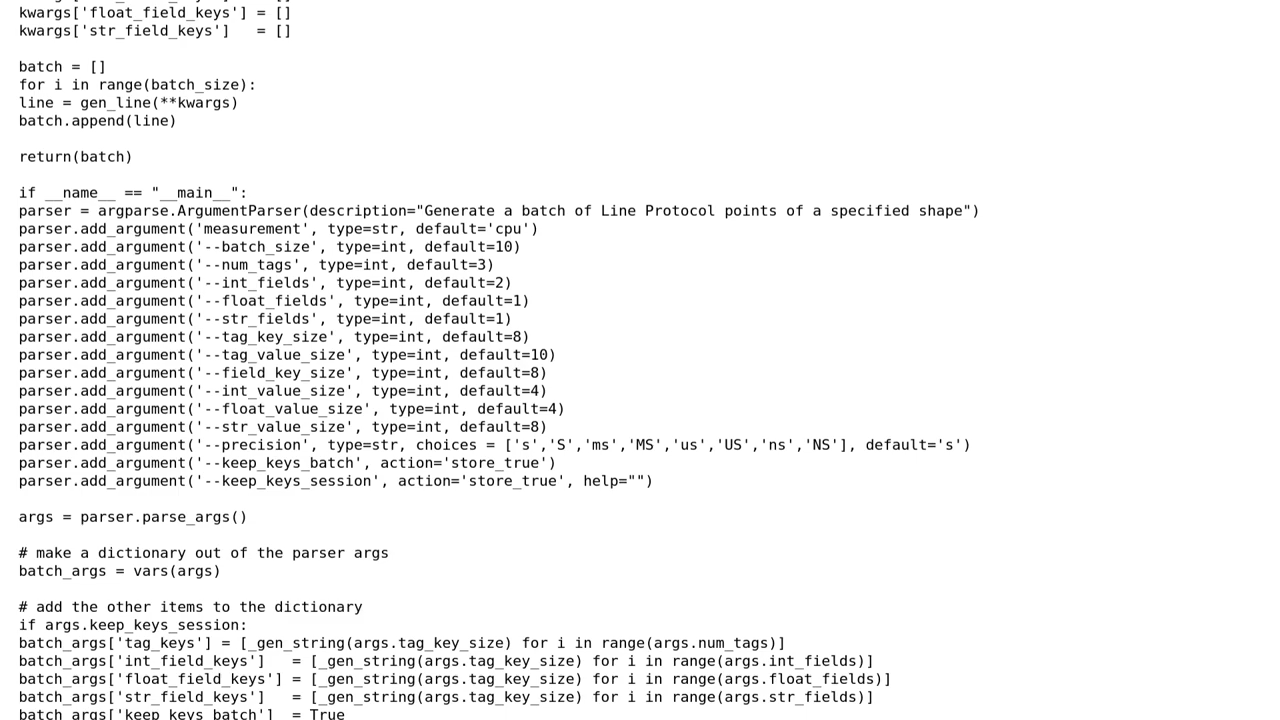 kwargs['float_field_keys'] = []
kwargs['str_field_keys']   = []

batch = []
for i in range(batch_size):
line = gen_line(**kwargs)
batch.append(line)

return(batch)

if __name__ == "__main__":
parser = argparse.ArgumentParser(description="Generate a batch of Line Protocol points of a specified shape")
parser.add_argument('measurement', type=str, default='cpu')
parser.add_argument('--batch_size', type=int, default=10)
parser.add_argument('--num_tags', type=int, default=3)
parser.add_argument('--int_fields', type=int, default=2)
parser.add_argument('--float_fields', type=int, default=1)
parser.add_argument('--str_fields', type=int, default=1)
parser.add_argument('--tag_key_size', type=int, default=8)
parser.add_argument('--tag_value_size', type=int, default=10)
parser.add_argument('--field_key_size', type=int, default=8)
parser.add_argument('--int_value_size', type=int, default=4)
parser.add_argument('--float_value_size', type=int, default=4)
parser.add_argument('--str_value_size', type=int, default=8)
parser.add_argument('--precision', type=str, choices = ['s','S','ms','MS','us','US','ns','NS'], default='s')
parser.add_argument('--keep_keys_batch', action='store_true')
parser.add_argument('--keep_keys_session', action='store_true', help="")

args = parser.parse_args()

# make a dictionary out of the parser args
batch_args = vars(args)

# add the other items to the dictionary
if args.keep_keys_session:
batch_args['tag_keys'] = [_gen_string(args.tag_key_size) for i in range(args.num_tags)]
batch_args['int_field_keys']   = [_gen_string(args.tag_key_size) for i in range(args.int_fields)]
batch_args['float_field_keys'] = [_gen_string(args.tag_key_size) for i in range(args.float_fields)]
batch_args['str_field_keys']   = [_gen_string(args.tag_key_size) for i in range(args.str_fields)]
batch_args['keep_keys_batch']  = True